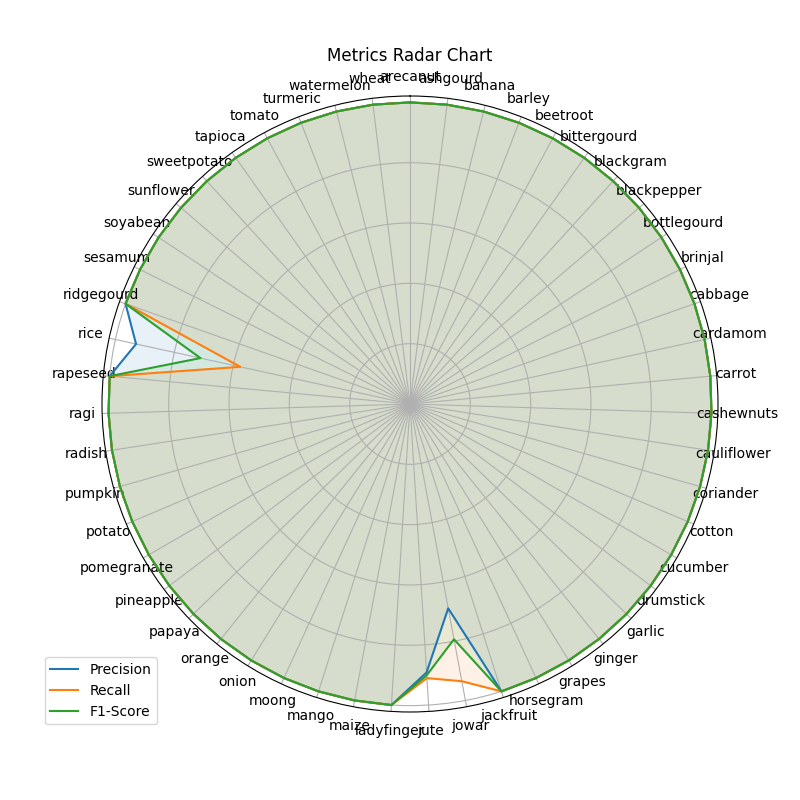 Metrics Radar Chart
arecanut
ashgourd
banana
barley
beetroot
bittergourd
blackgram
blackpepper
bottlegourd
brinjal
cabbage
cardamom
carrot
cashewnuts
cauliflower
coriander
cotton
cucumber
drumstick
garlic
ginger
grapes
horsegram
jackfruit
jowar
jute
ladyfinger
maize
mango
moong
onion
orange
papaya
pineapple
pomegranate
potato
pumpkin
radish
ragi
rapeseed
rice
ridgegourd
sesamum
soyabean
sunflower
sweetpotato
tapioca
tomato
turmeric
watermelon
wheat
Precision
Recall
F1-Score